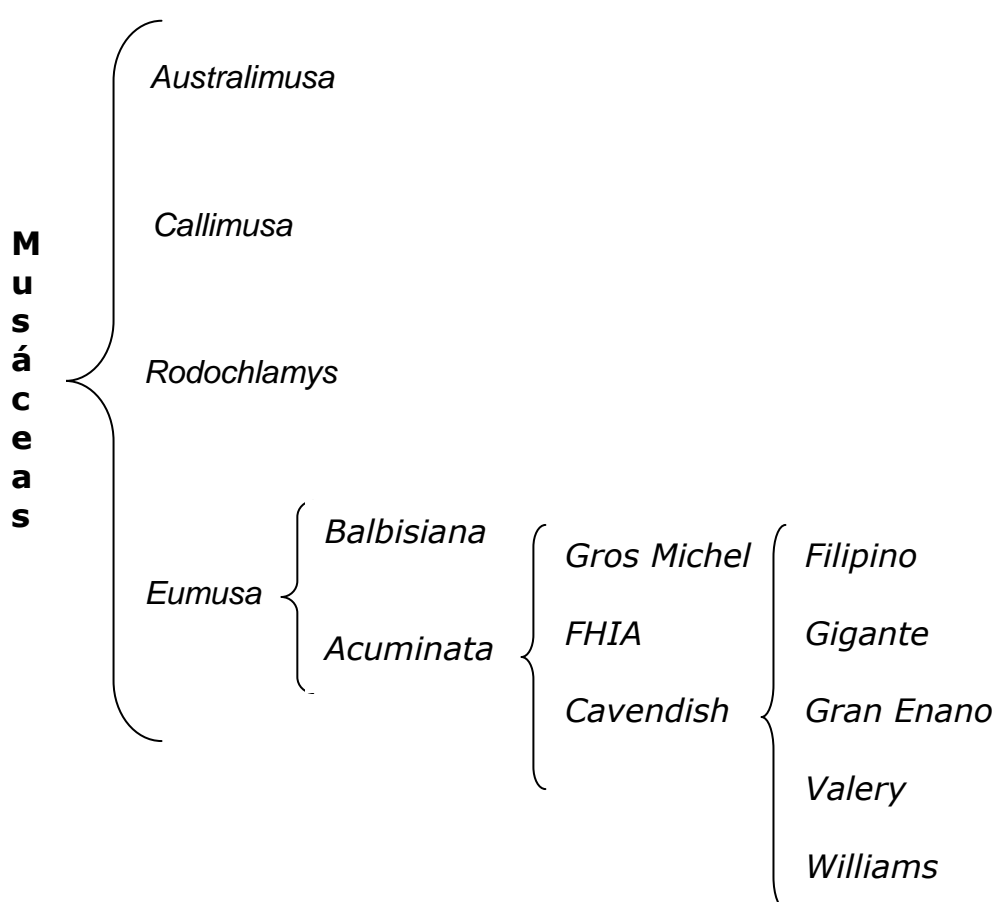 Musáceas
Australimusa
Callimusa
Rodochlamys
Eumusa
Balbisiana
Acuminata
Gros Michel
FHIA
Cavendish
Filipino
Gigante
Gran Enano
Valery
Williams